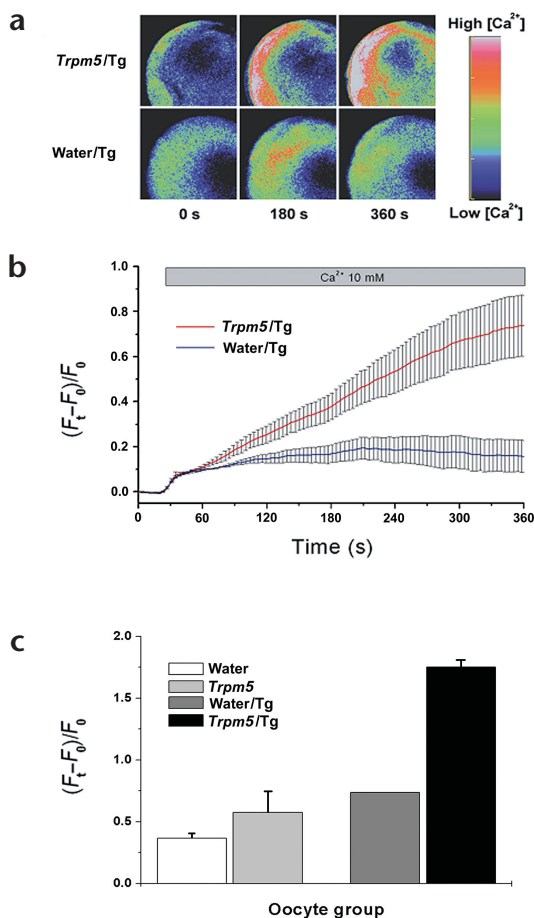 a
High [Ca²⁺]
Trpm5/Tg
Water/Tg
0 s 180 s 360 s
Low [Ca²⁺]
b
Ca²⁺ 10 mM
Trpm5/Tg
Water/Tg
(Fₜ–F₀)/F₀
1.0
0.8
0.6
0.4
0.2
0.0
0 60 120 180 240 300 360
Time (s)
c
(Fₜ–F₀)/F₀
2.0
1.5
1.0
0.5
0.0
Water
Trpm5
Water/Tg
Trpm5/Tg
Oocyte group